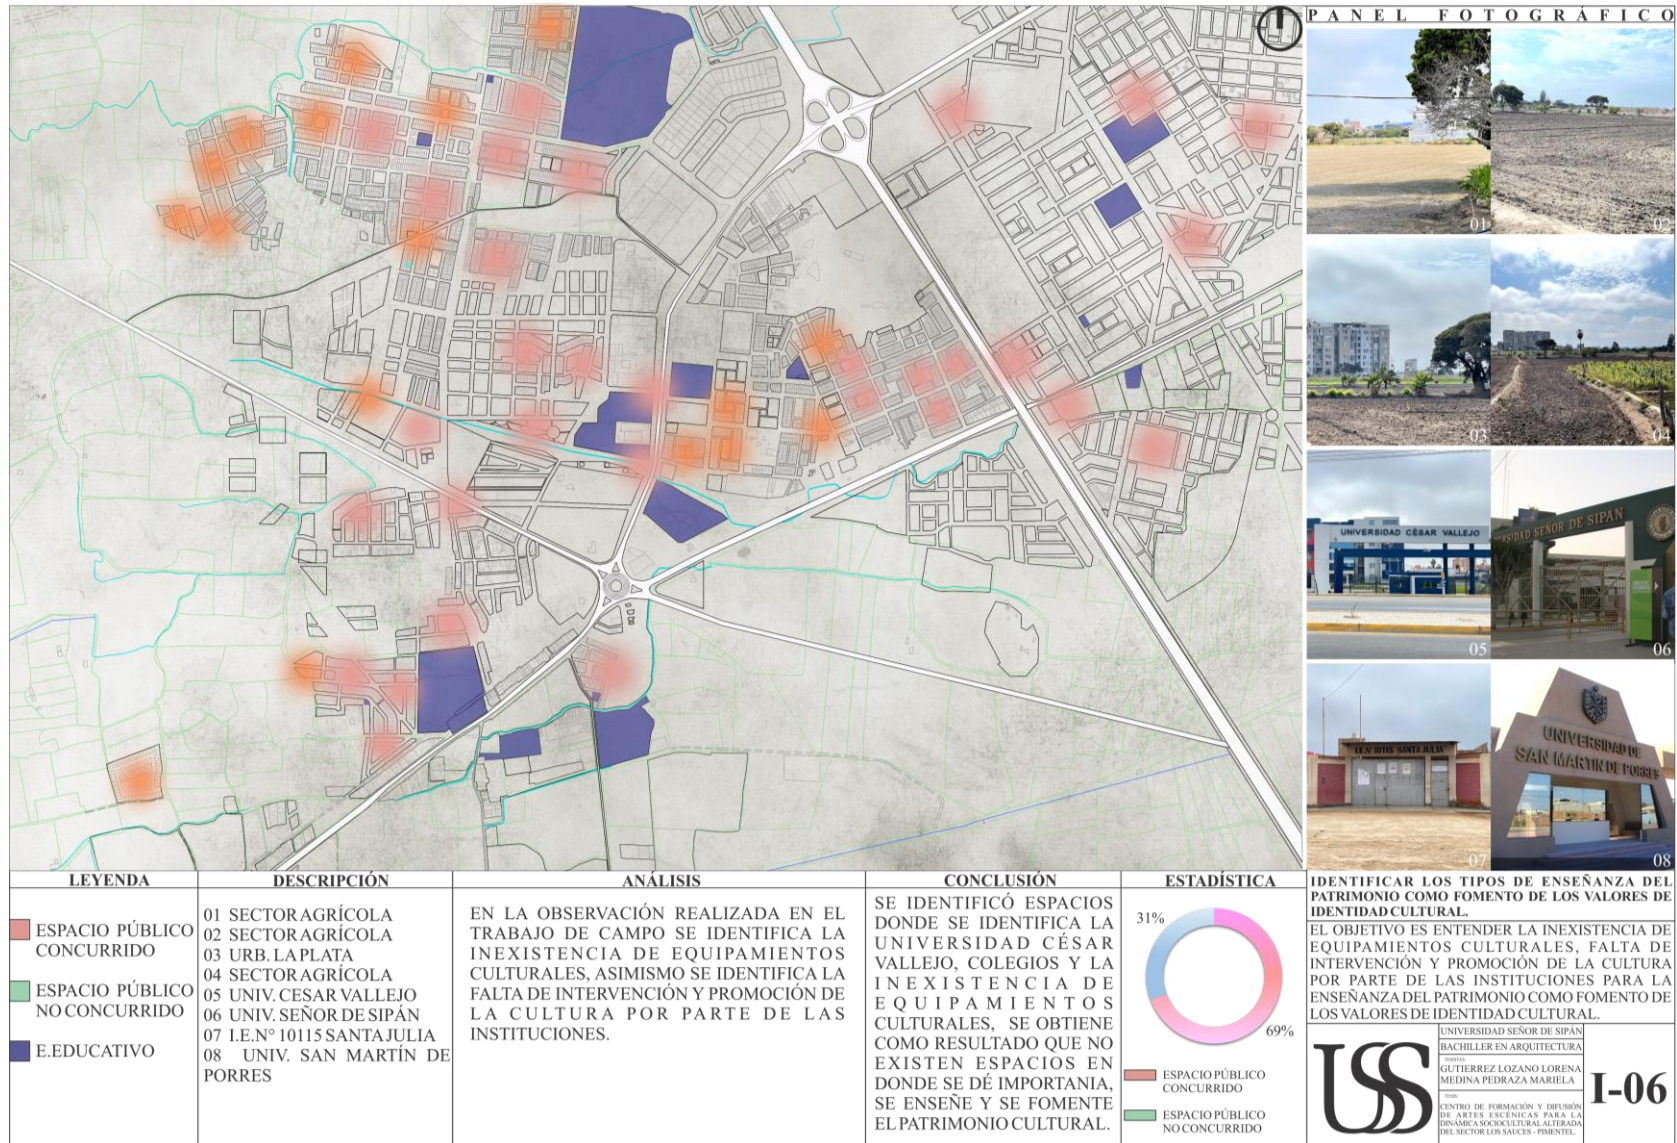 PANEL FOTOGRÁFICO
01
02
03
04
UNIVERSIDAD CÉSAR VALLEJO
05
SIDAD SEÑOR DE SIPAN
06
I.E.Nº 10115 SANTA JULIA
07
UNIVERSIDAD DE
SAN MARTIN DE PORRES
08
LEYENDA
ESPACIO PÚBLICO
CONCURRIDO
ESPACIO PÚBLICO
NO CONCURRIDO
E.EDUCATIVO
DESCRIPCIÓN
01 SECTOR AGRÍCOLA
02 SECTOR AGRÍCOLA
03 URB. LA PLATA
04 SECTOR AGRÍCOLA
05 UNIV. CESAR VALLEJO
06 UNIV. SEÑOR DE SIPÁN
07 I.E.N° 10115 SANTA JULIA
08 UNIV. SAN MARTÍN DE
PORRES
ANÁLISIS
EN LA OBSERVACIÓN REALIZADA EN EL
TRABAJO DE CAMPO SE IDENTIFICA LA
INEXISTENCIA DE EQUIPAMIENTOS
CULTURALES, ASIMISMO SE IDENTIFICA LA
FALTA DE INTERVENCIÓN Y PROMOCIÓN DE
LA CULTURA POR PARTE DE LAS
INSTITUCIONES.
CONCLUSIÓN
SE IDENTIFICÓ ESPACIOS
DONDE SE IDENTIFICA LA
UNIVERSIDAD CÉSAR
VALLEJO, COLEGIOS Y LA
INEXISTENCIA DE
EQUIPAMIENTOS
CULTURALES, SE OBTIENE
COMO RESULTADO QUE NO
EXISTEN ESPACIOS EN
DONDE SE DÉ IMPORTANIA,
SE ENSEÑE Y SE FOMENTE
EL PATRIMONIO CULTURAL.
ESTADÍSTICA
31%
69%
ESPACIO PÚBLICO
CONCURRIDO
ESPACIO PÚBLICO
NO CONCURRIDO
IDENTIFICAR LOS TIPOS DE ENSEÑANZA DEL
PATRIMONIO COMO FOMENTO DE LOS VALORES DE
IDENTIDAD CULTURAL.
EL OBJETIVO ES ENTENDER LA INEXISTENCIA DE
EQUIPAMIENTOS CULTURALES, FALTA DE
INTERVENCIÓN Y PROMOCIÓN DE LA CULTURA
POR PARTE DE LAS INSTITUCIONES PARA LA
ENSEÑANZA DEL PATRIMONIO COMO FOMENTO DE
LOS VALORES DE IDENTIDAD CULTURAL.
USS
UNIVERSIDAD SEÑOR DE SIPÁN
BACHILLER EN ARQUITECTURA
TESISTAS:
GUTIERREZ LOZANO LORENA
MEDINA PEDRAZA MARIELA
TESIS:
CENTRO DE FORMACIÓN Y DIFUSIÓN
DE ARTES ESCÉNICAS PARA LA
DINÁMICA SOCIOCULTURAL ALTERADA
DEL SECTOR LOS SAUCES - PIMENTEL.
I-06